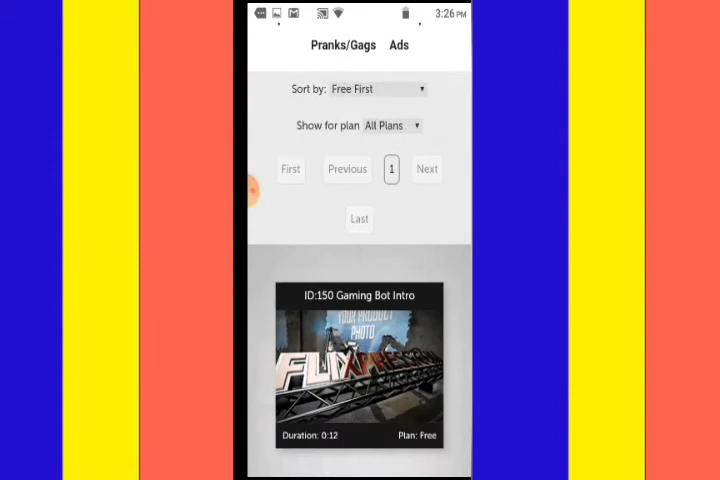 3:26 PM
Pranks/Gags Ads
Sort by: Free First
Show for plan All Plans
First Previous 1 Next
Last
ID:150 Gaming Bot Intro
YOUR PRODUCT
PHOTO
FLIXPRESS
Duration: 0:12 Plan: Free